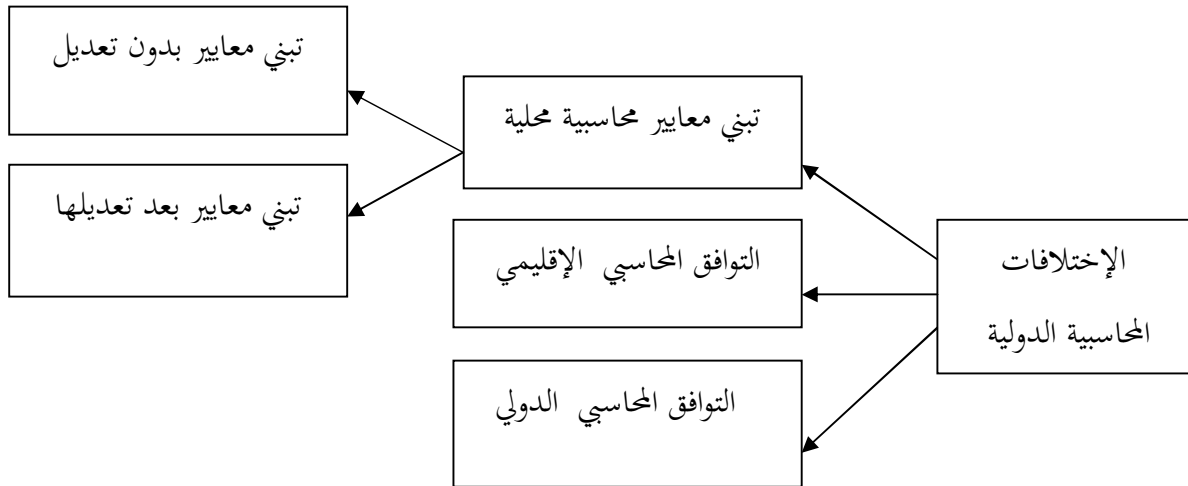 الإختلافات
المحاسبية الدولية
تبني معايير محاسبية محلية
التوافق المحاسبي الإقليمي
التوافق المحاسبي الدولي
تبني معايير بدون تعديل
تبني معايير بعد تعديلها